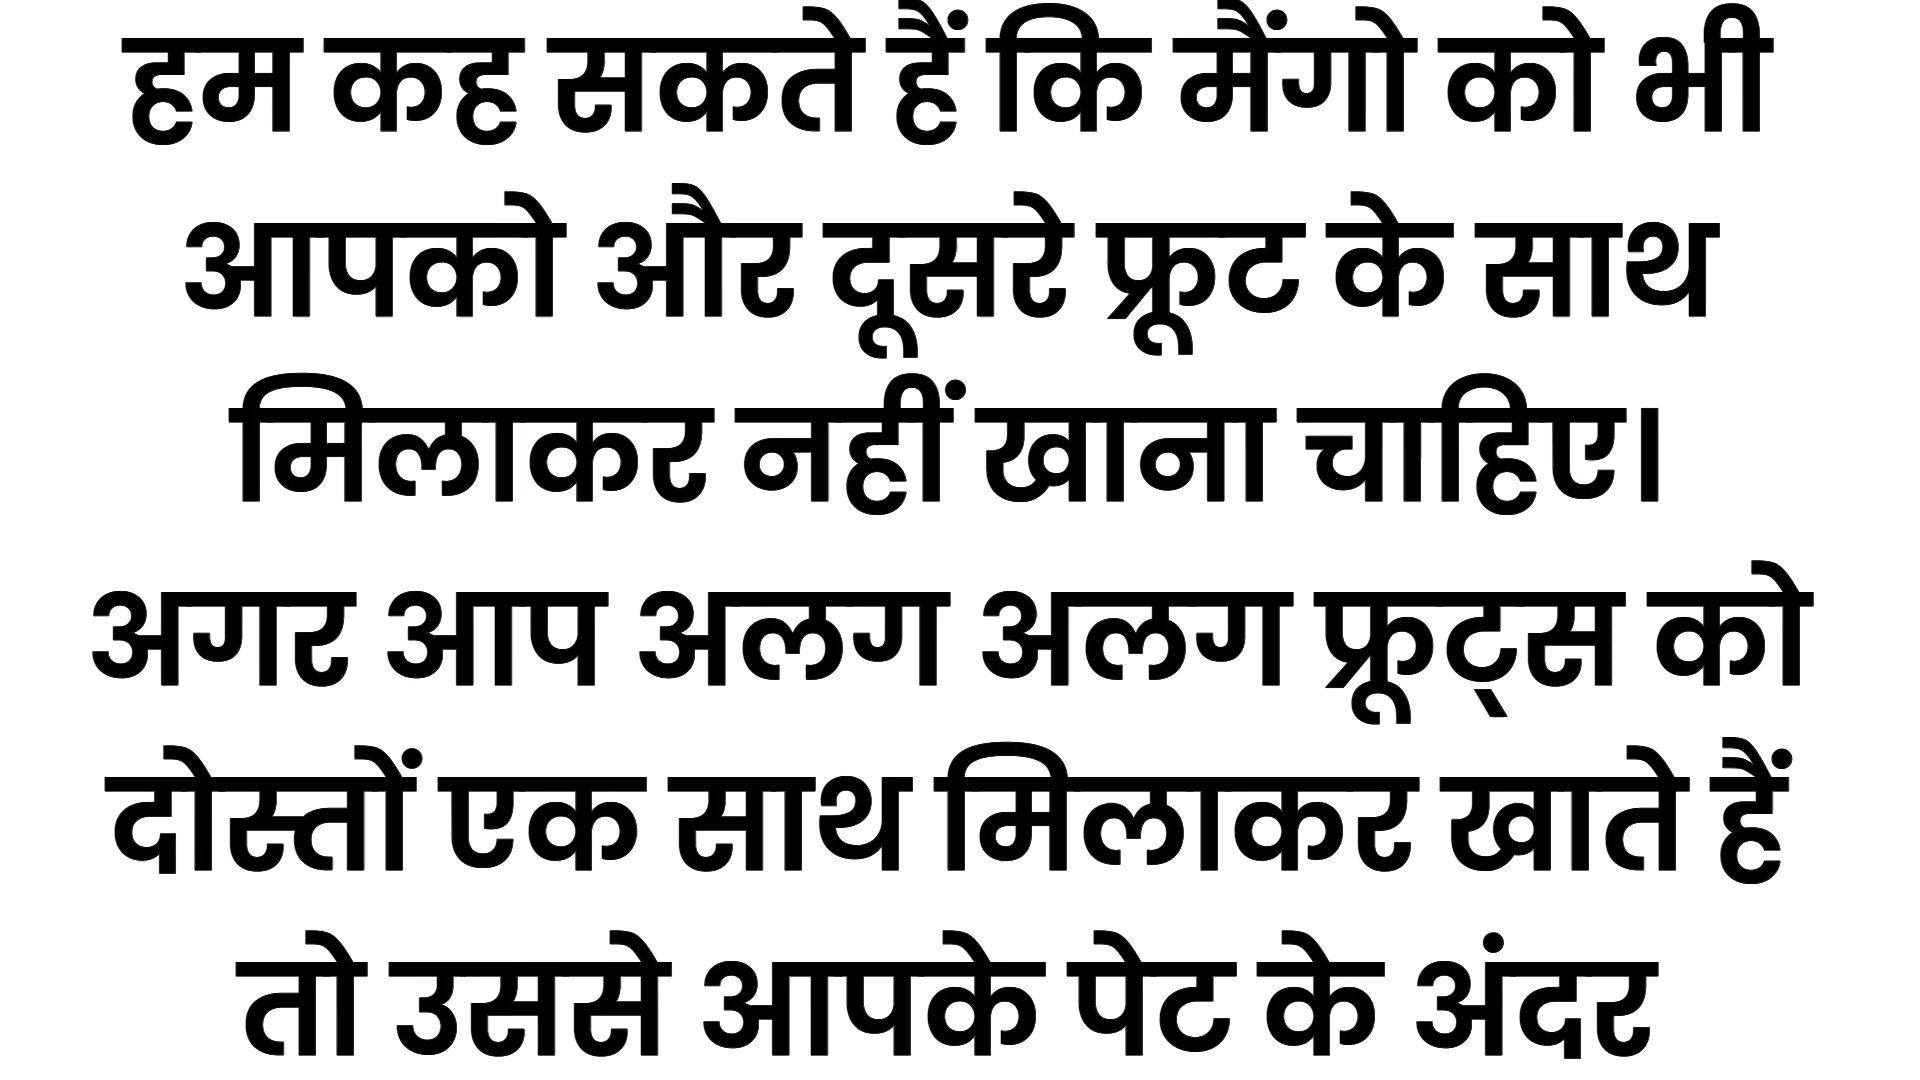 हम कह सकते हैं कि मैंगो को भी
आपको और दूसरे फ्रूट के साथ
मिलाकर नहीं खाना चाहिए।
अगर आप अलग अलग फ्रूट्स को
दोस्तों एक साथ मिलाकर खाते हैं
तो उससे आपके पेट के अंदर